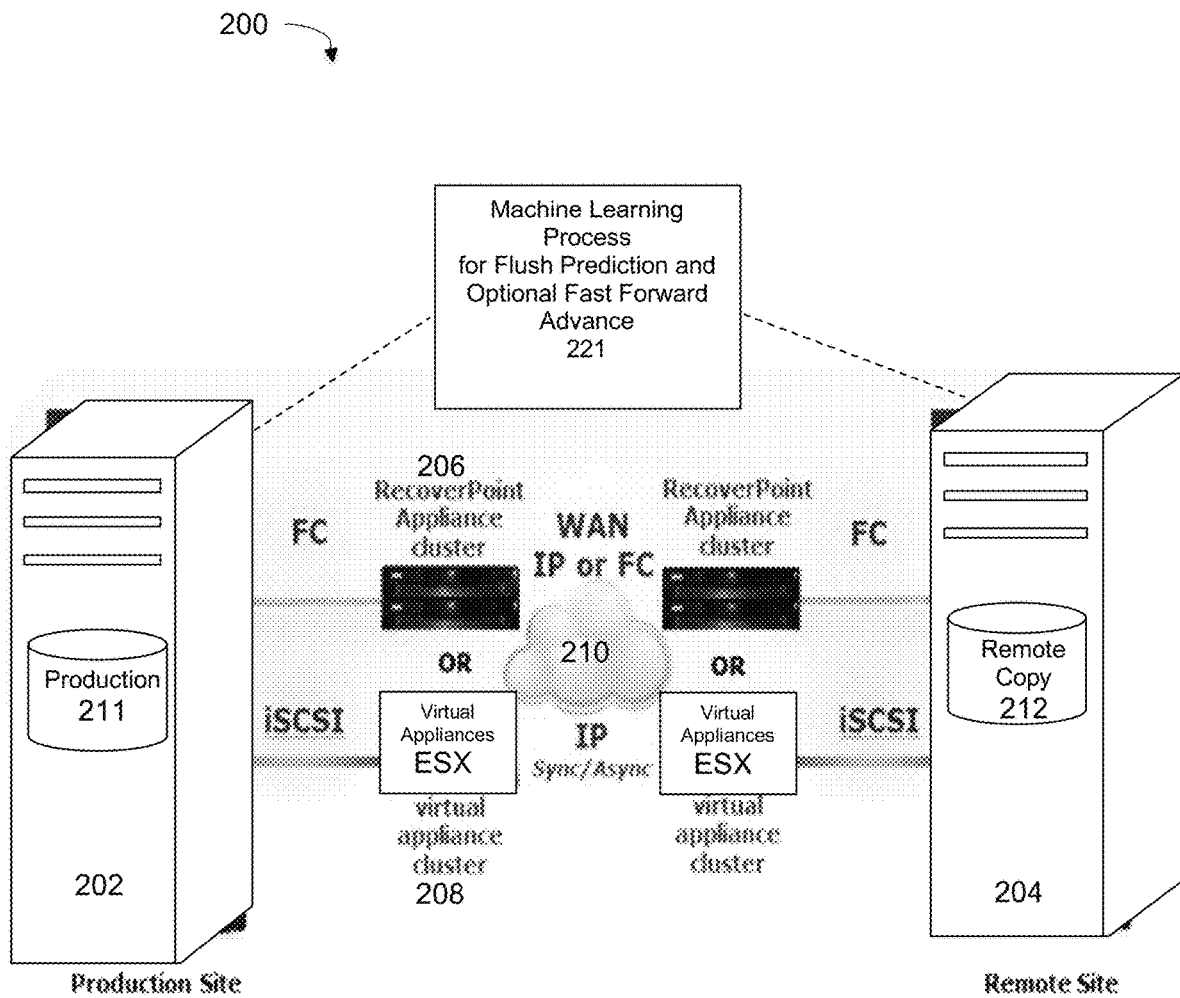 200
Machine Learning
Process
for Flush Prediction and
Optional Fast Forward
Advance
221
206
RecoverPoint
Appliance
cluster
FC
WAN
IP or FC
RecoverPoint
Appliance
cluster
FC
Production
211
OR
210
OR
Remote
Copy
212
iSCSI
Virtual
Appliances
ESX
IP
Sync/Async
Virtual
Appliances
ESX
iSCSI
virtual
appliance
cluster
208
virtual
appliance
cluster
202
204
Production Site
Remote Site